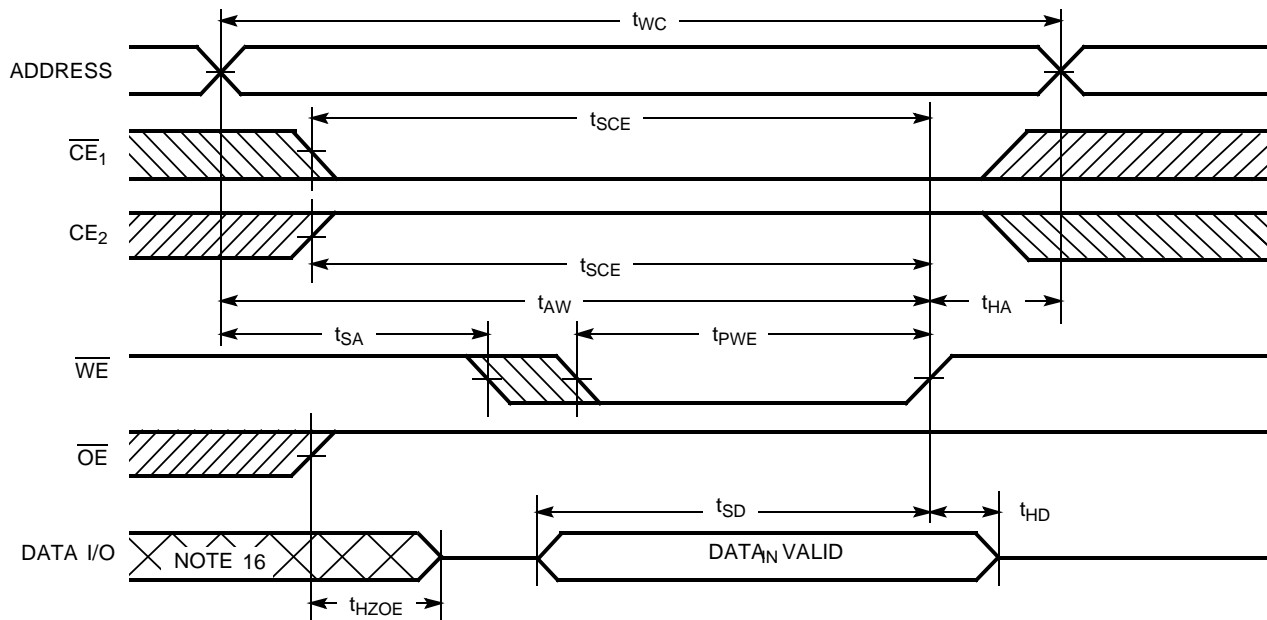 tWC
ADDRESS
tSCE
CE1
CE2
tSCE
tAW
tHA
tSA
tPWE
WE
OE
tSD
tHD
DATA I/O
NOTE 16
DATAIN VALID
tHZOE